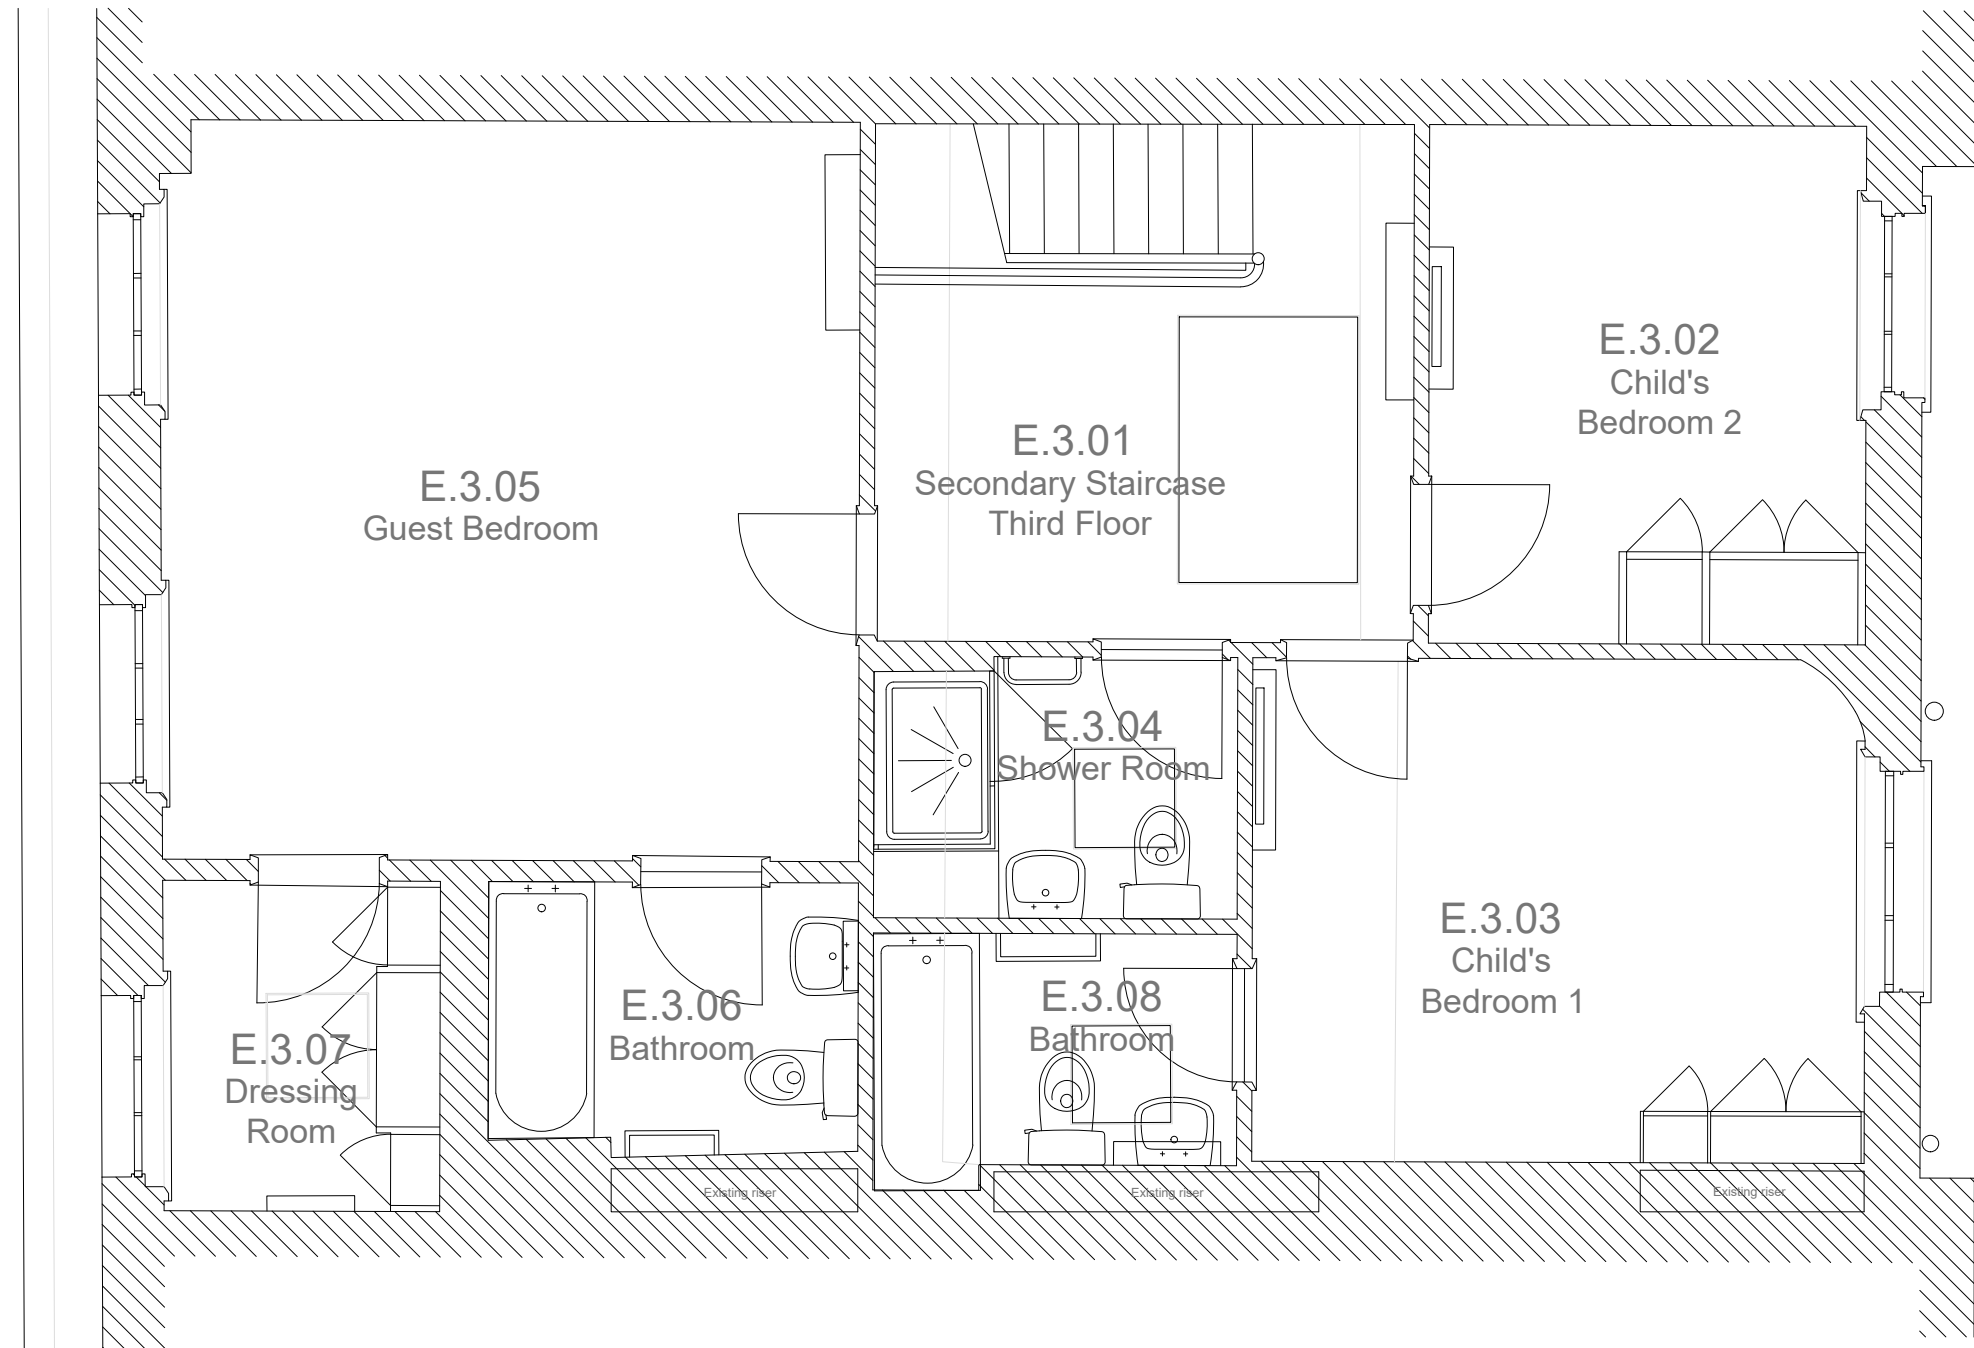 E.3.02
Child's
Bedroom 2
E.3.01
Secondary Staircase
Third Floor
E.3.05
Guest Bedroom
E.3.04
Shower Room
E.3.03
Child's
Bedroom 1
E.3.08
Bathroom
E.3.06
Bathroom
E.3.07
Dressing
Room
Existing riser
Existing riser
Existing riser